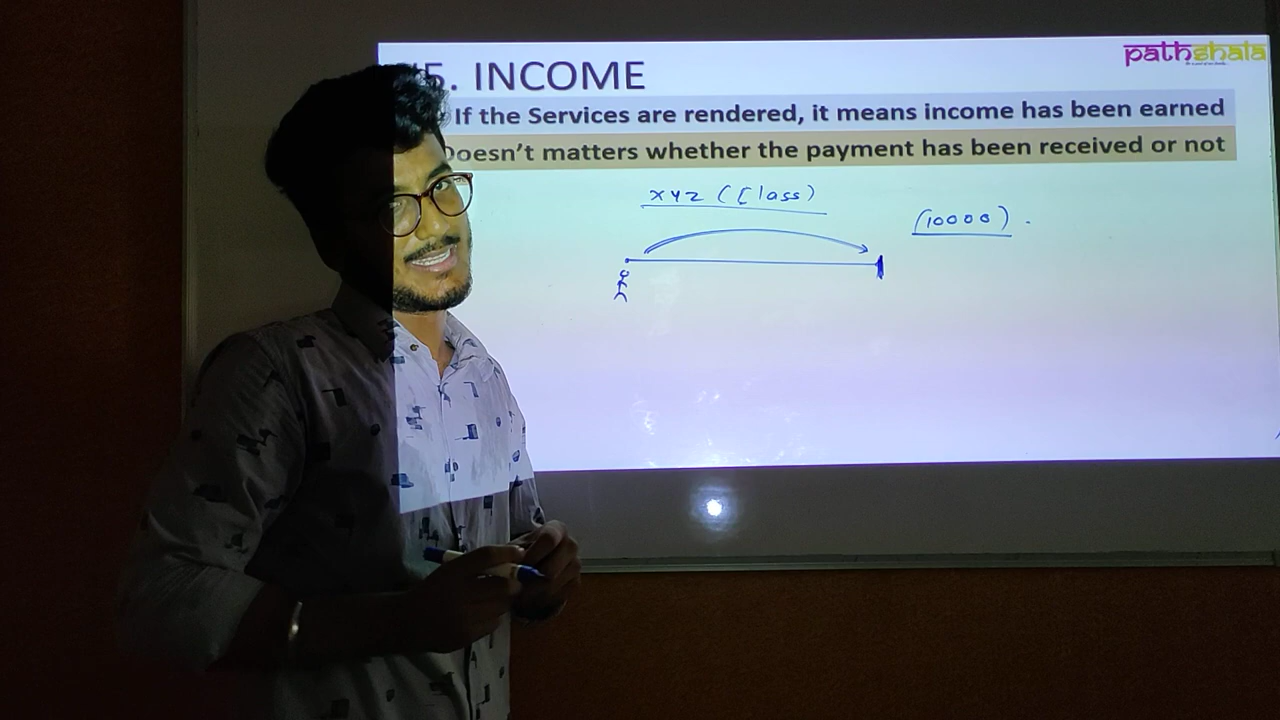 pathshala
5. INCOME
If the Services are rendered, it means income has been earned
Doesn't matters whether the payment has been received or not
XYZ (Class)
(10000).